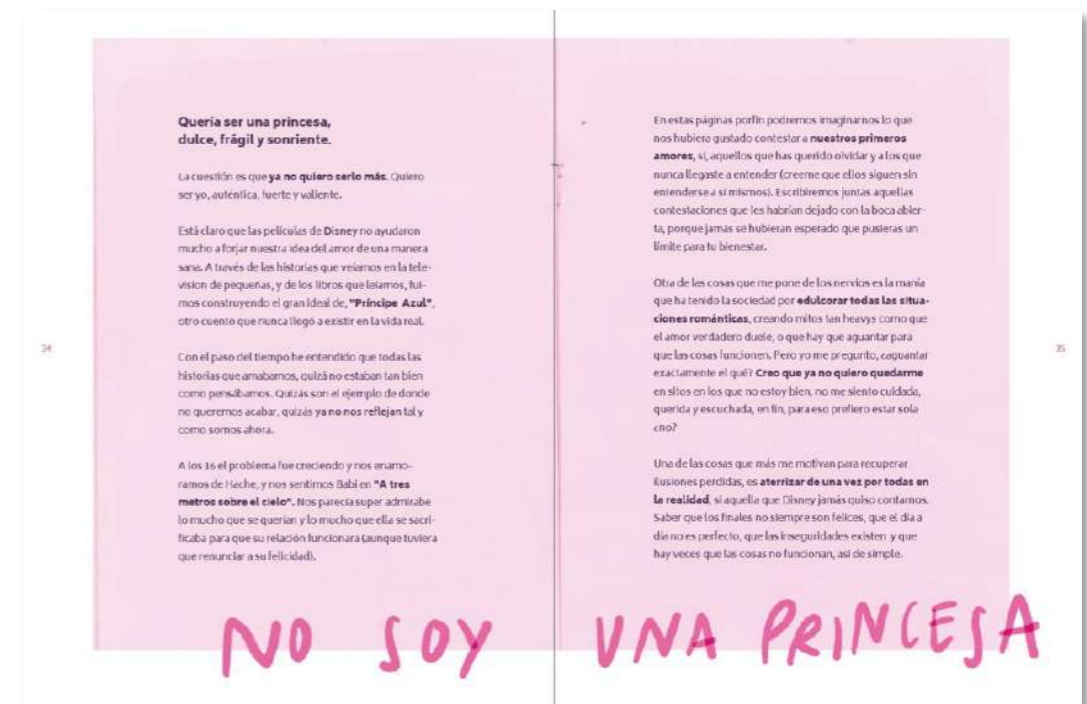 Quería ser una princesa,
dulce, frágil y sonriente.
La cuestión es que ya no quiero serlo más. Quiero
ser yo, auténtica, fuerte y valiente.
Está claro que las películas de Disney no ayudaron
mucho a forjar nuestra idea del amor de una manera
sana. A través de las historias que veíamos en la tele-
vision de pequeñas, y de los libros que leíamos, fui-
mos construyendo el gran ideal de, "Príncipe Azul",
otro cuento que nunca llegó a existir en la vida real.
Con el paso del tiempo he entendido que todas las
historias que amabamos, quizá no estaban tan bien
como pensábamos. Quizás son el ejemplo de donde
no queremos acabar, quizás ya no nos reflejan tal y
como somos ahora.
A los 16 el problema fue creciendo y nos enamo-
ramos de Hache, y nos sentimos Babi en "A tres
metros sobre el cielo". Nos parecía super admirabe
lo mucho que se querían y lo mucho que ella se sacri-
ficaba para que su relación funcionara (aunque tuviera
que renunciar a su felicidad).
34
En estas páginas porfin podremos imaginarnos lo que
nos hubiera gustado contestar a nuestros primeros
amores, si, aquellos que has querido olvidar y a los que
nunca llegaste a entender (creeme que ellos siguen sin
entenderse a si mismos). Escribiremos juntas aquellas
contestaciones que les habrían dejado con la boca abier-
ta, porque jamas se hubieran esperado que pusieras un
límite para tu bienestar.
Otra de las cosas que me pone de los nervios es la manía
que ha tenido la sociedad por edulcorar todas las situa-
ciones románticas, creando mitos tan heavys como que
el amor verdadero duele, o que hay que aguantar para
que las cosas funcionen. Pero yo me pregunto, ¿aguantar
exactamente el qué? Creo que ya no quiero quedarme
en sitios en los que no estoy bien, no me siento cuidada,
querida y escuchada, en fin, para eso prefiero estar sola
¿no?
Una de las cosas que más me motivan para recuperar
ilusiones perdidas, es aterrizar de una vez por todas en
la realidad, si aquella que Disney jamás quiso contarnos.
Saber que los finales no siempre son felices, que el día a
día no es perfecto, que las inseguridades existen y que
hay veces que las cosas no funcionan, así de simple.
35
NO SOY UNA PRINCESA